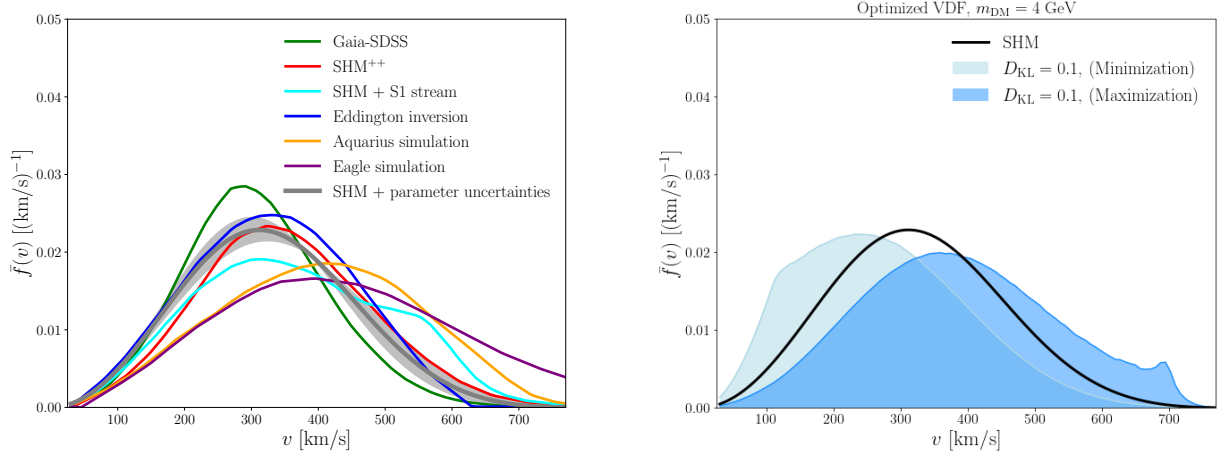 0.05
0.04
0.03
0.02
0.01
0.00
f̄(v) [(km/s)⁻¹]
Gaia-SDSS
SHM⁺⁺
SHM + S1 stream
Eddington inversion
Aquarius simulation
Eagle simulation
SHM + parameter uncertainties
100 200 300 400 500 600 700
v [km/s]
Optimized VDF, m_DM = 4 GeV
0.05
0.04
0.03
0.02
0.01
0.00
f̄(v) [(km/s)⁻¹]
SHM
D_KL = 0.1, (Minimization)
D_KL = 0.1, (Maximization)
100 200 300 400 500 600 700
v [km/s]